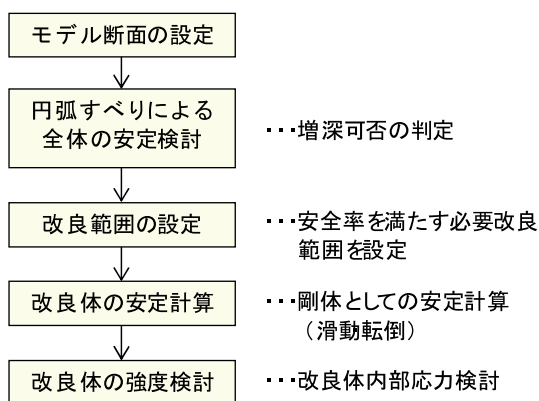 モデル断面の設定
円弧すべりによる
全体の安定検討
･･･増深可否の判定
改良範囲の設定
･･･安全率を満たす必要改良
範囲を設定
改良体の安定計算
･･･剛体としての安定計算
（滑動転倒）
改良体の強度検討
･･･改良体内部応力検討